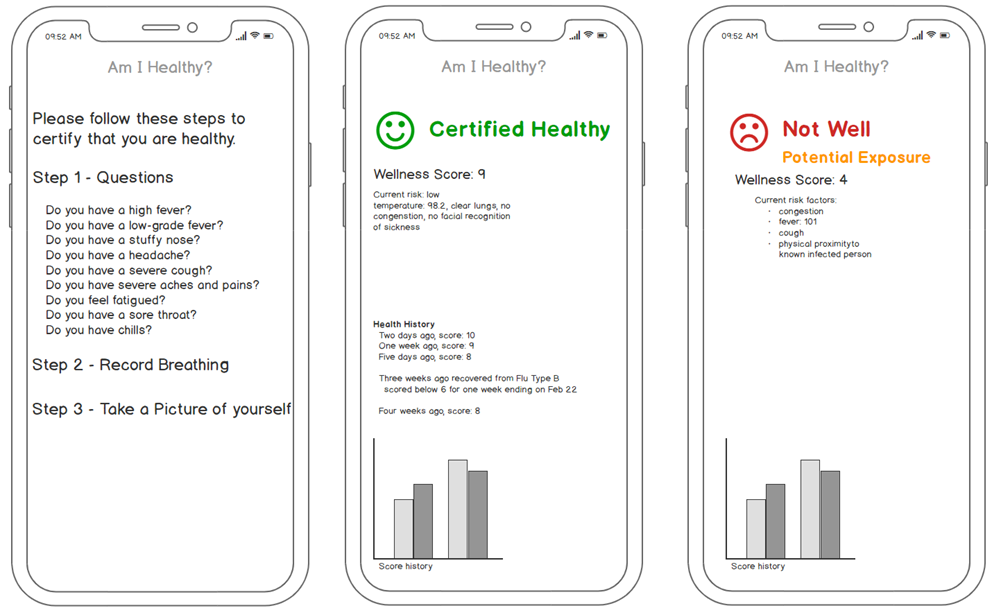 09:52 AM
Am I Healthy?
Please follow these steps to
certify that you are healthy.
Step 1 - Questions
Do you have a high fever?
Do you have a low-grade fever?
Do you have a stuffy nose?
Do you have a headache?
Do you have a severe cough?
Do you have severe aches and pains?
Do you feel fatigued?
Do you have a sore throat?
Do you have chills?
Step 2 - Record Breathing
Step 3 - Take a Picture of yourself
09:52 AM
Am I Healthy?
Certified Healthy
Wellness Score: 9
Current risk: low
temperature: 98.2, clear lungs, no
congenstion, no facial recognition
of sickness
Health History
Two days ago, score: 10
One week ago, score: 9
Five days ago, score: 8
Three weeks ago recovered from Flu Type B
scored below 6 for one week ending on Feb 22
Four weeks ago, score: 8
Score history
09:52 AM
Am I Healthy?
Not Well
Potential Exposure
Wellness Score: 4
Current risk factors:
· congestion
· fever: 101
· cough
· physical proximityto
known infected person
Score history